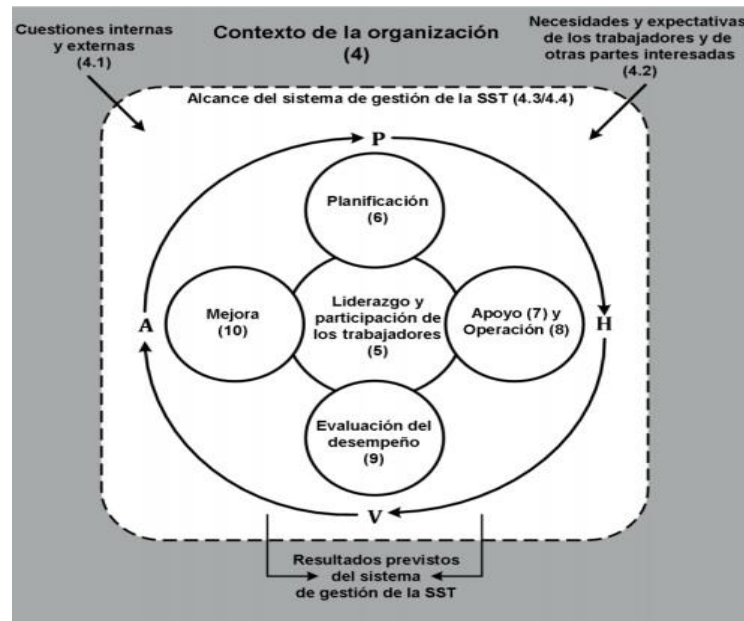 Cuestiones internas
y externas
(4.1)
Contexto de la organización
(4)
Necesidades y expectativas
de los trabajadores y de
otras partes interesadas
(4.2)
Alcance del sistema de gestión de la SST (4.3/4.4)
P
Planificación
(6)
A
Mejora
(10)
Liderazgo y
participación de
los trabajadores
(5)
Apoyo (7) y
Operación (8)
H
Evaluación del
desempeño
(9)
V
Resultados previstos
del sistema
de gestión de la SST